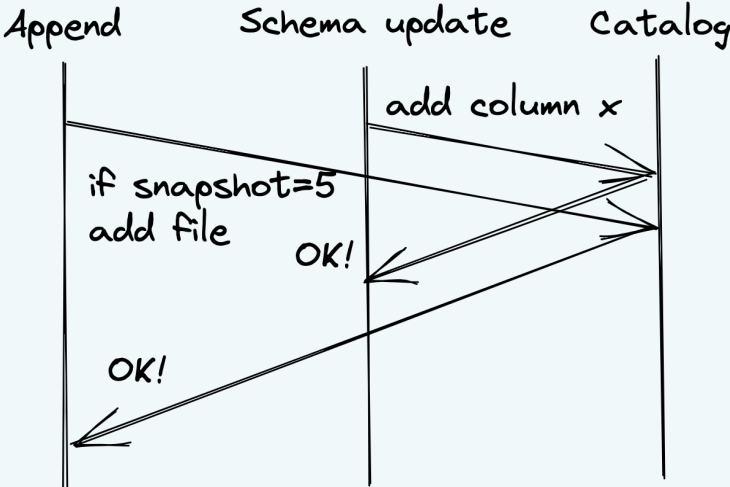 Append
Schema update
Catalog
add column x
if snapshot=5
add file
OK!
OK!